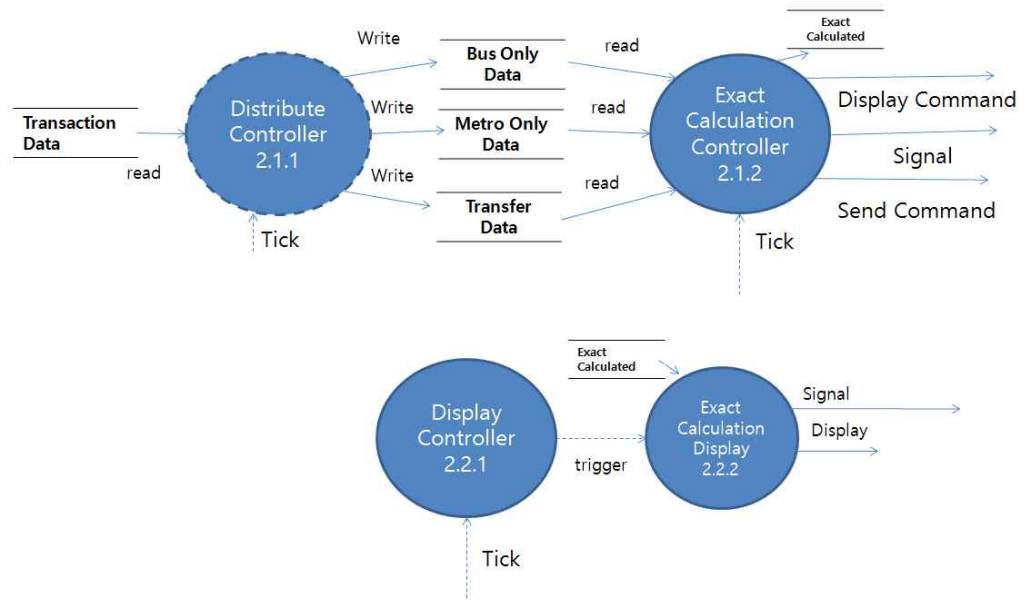 Exact
Calculated
Write
Bus Only
Data
read
Distribute
Controller
2.1.1
Exact
Calculation
Controller
2.1.2
Display Command
Transaction
Data
read
Write
Metro Only
Data
read
Signal
Write
Transfer
Data
read
Send Command
Tick
Tick
Exact
Calculated
Display
Controller
2.2.1
trigger
Exact
Calculation
Display
2.2.2
Signal
Display
Tick